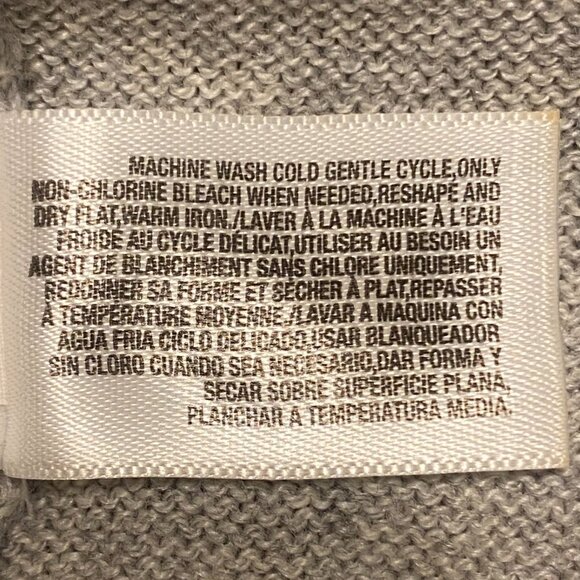 MACHINE WASH COLD GENTLE CYCLE,ONLY
NON-CHLORINE BLEACH WHEN NEEDED,RESHAPE AND
DRY FLAT,WARM IRON./LAVER À LA MACHINE À L'EAU
FROIDE AU CYCLE DÉLICAT,UTILISER AU BESOIN UN
AGENT DE BLANCHIMENT SANS CHLORE UNIQUEMENT,
REDONNER SA FORME ET SÉCHER À PLAT,REPASSER
À TEMPÉRATURE MOYENNE./LAVAR A MAQUINA CON
AGUA FRIA CICLO DELICADO,USAR BLANQUEADOR
SIN CLORO CUANDO SEA NECESARIO,DAR FORMA Y
SECAR SOBRE SUPERFICIE PLANA,
PLANCHAR A TEMPERATURA MEDIA.